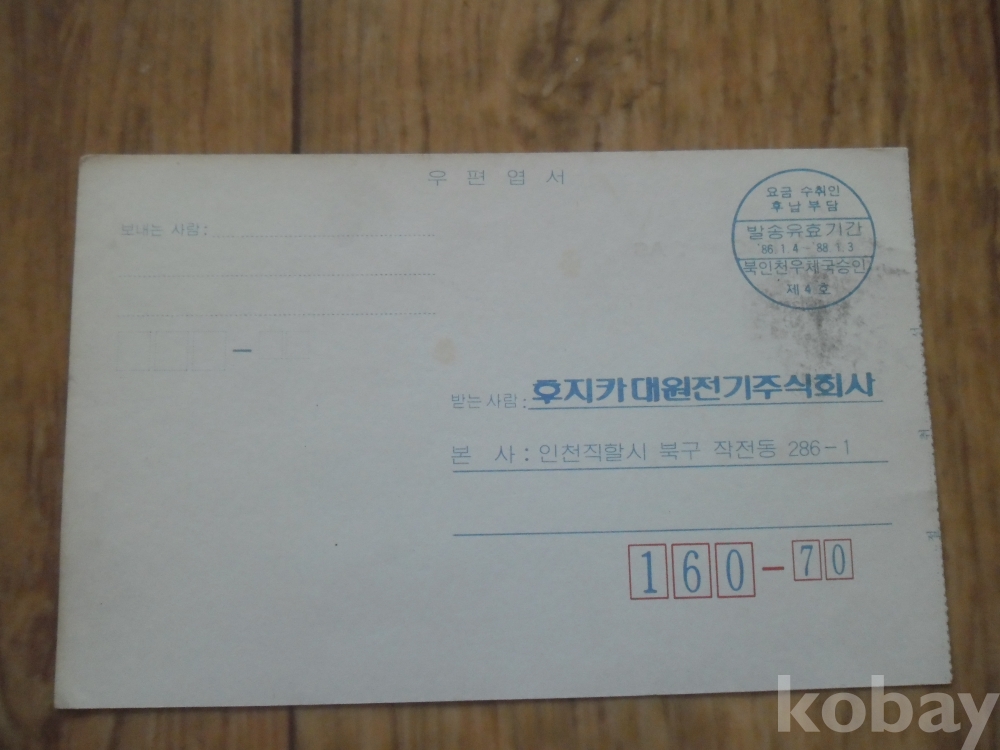 우 편 엽 서
요금 수취인
후납 부담
발송유효기간
'86. 1. 4 - '88. 1. 3
북인천우체국승인
제 4 호
보내는 사람 :
받는 사람 : 후지카대원전기주식회사
본 사 : 인천직할시 북구 작전동 286-1
160-70
kobay